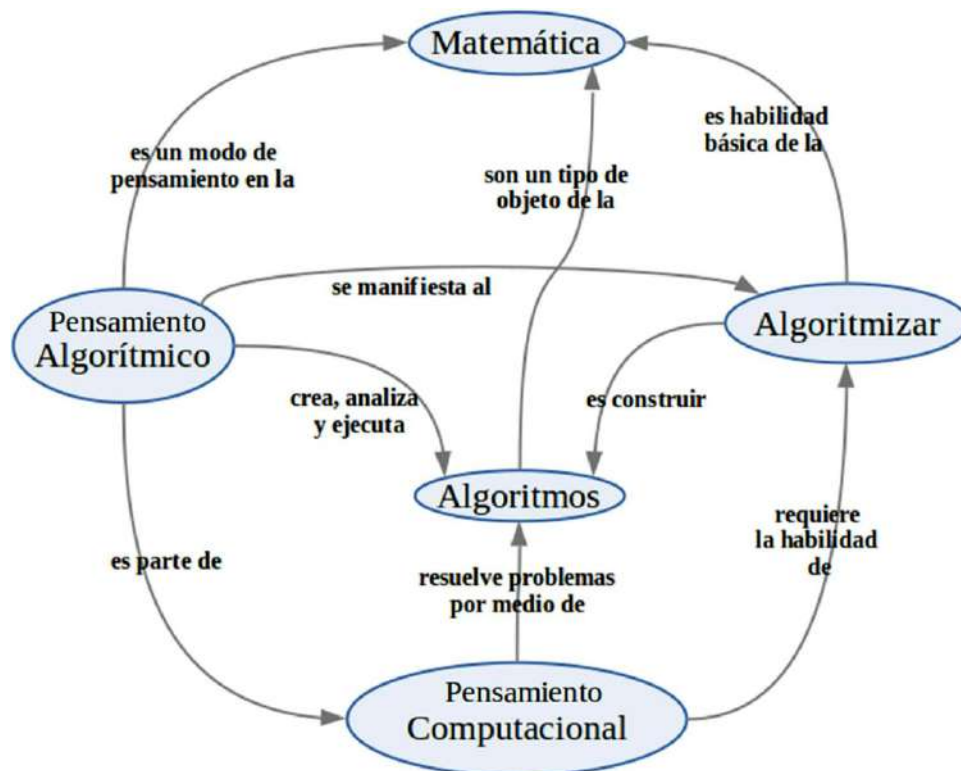 Matemática
es habilidad
básica de la
es un modo de
pensamiento en la
son un tipo de
objeto de la
se manifiesta al
Pensamiento
Algorítmico
Algoritmizar
crea, analiza
y ejecuta
es construir
Algoritmos
es parte de
resuelve problemas
por medio de
requiere
la habilidad
de
Pensamiento
Computacional